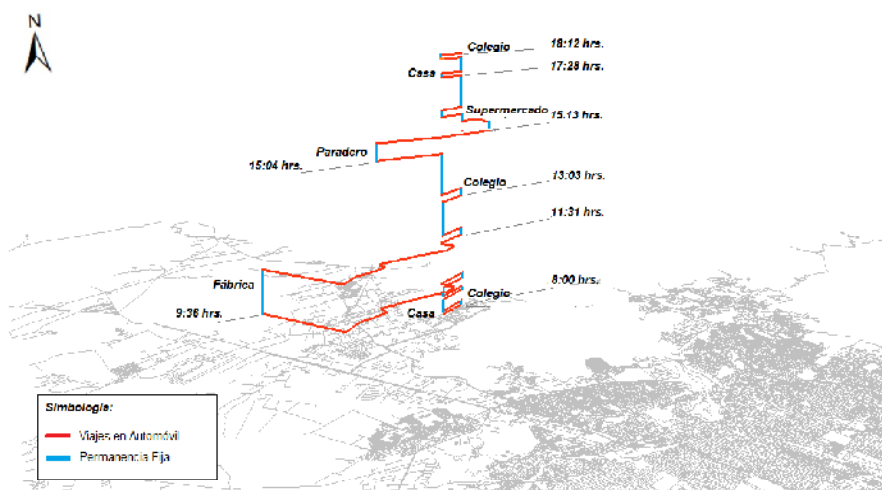 N
Colegio
18:12 hrs.
Casa
17:28 hrs.
Supermercado
15:13 hrs.
Paradero
15:04 hrs.
Colegio
13:03 hrs.
11:31 hrs.
Fábrica
Colegio
8:00 hrs.
9:36 hrs.
Casa
Simbología:
Viajes en Automóvil
Permanencia Fija